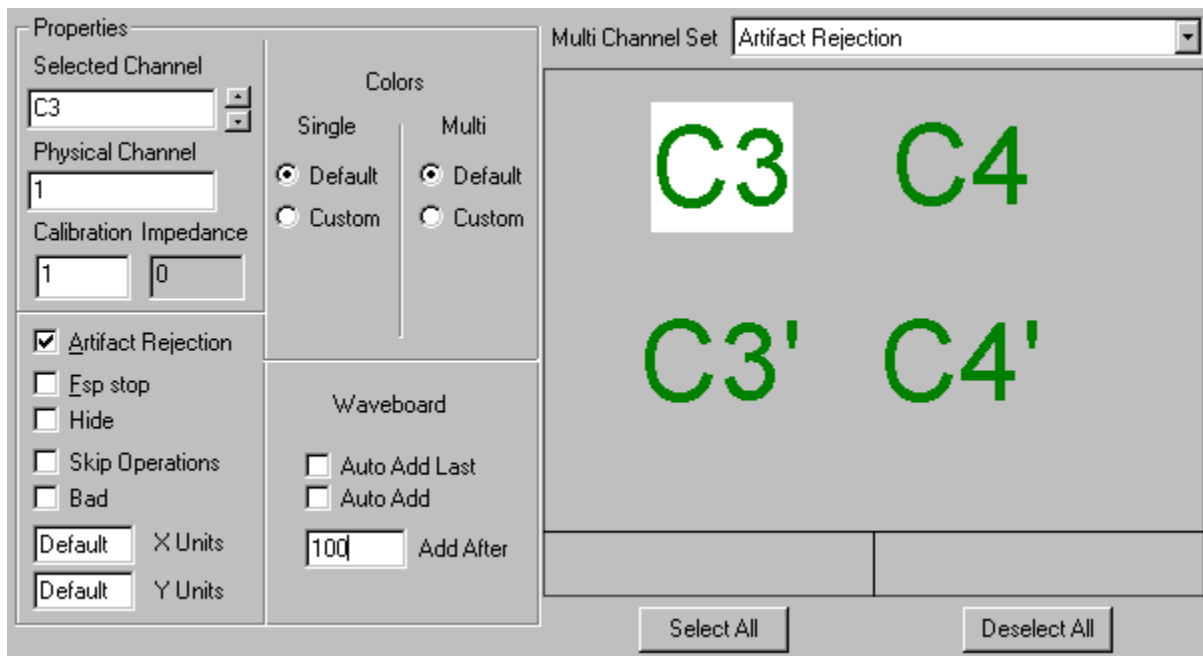 Properties
Selected Channel
C3
Physical Channel
1
Calibration Impedance
1 0
Artifact Rejection
Fsp stop
Hide
Skip Operations
Bad
Default X Units
Default Y Units
Colors
Single Multi
Default Default
Custom Custom
Waveboard
Auto Add Last
Auto Add
100 Add After
Multi Channel Set Artifact Rejection
C3 C4
C3' C4'
Select All Deselect All